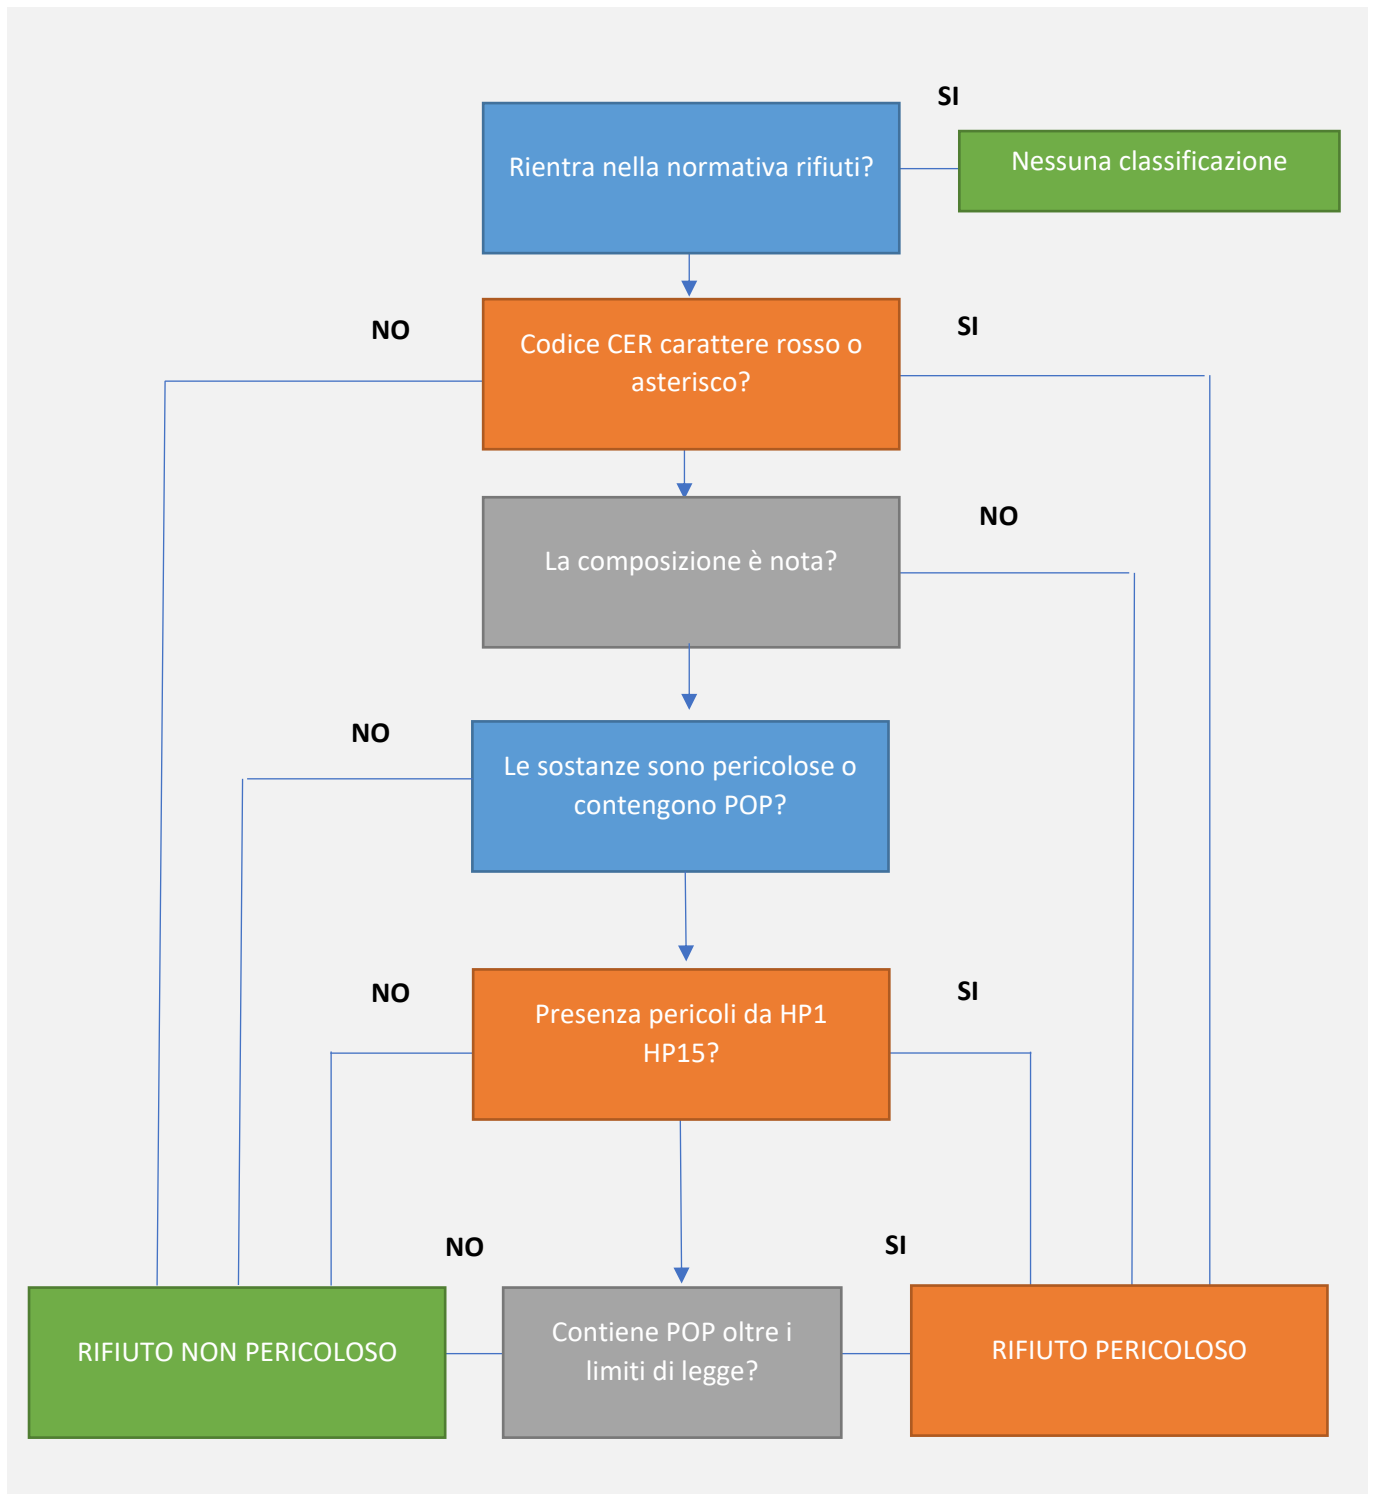 SI
Rientra nella normativa rifiuti?
Nessuna classificazione
NO
SI
Codice CER carattere rosso o
asterisco?
NO
La composizione è nota?
NO
Le sostanze sono pericolose o
contengono POP?
NO
SI
Presenza pericoli da HP1
HP15?
NO
SI
RIFIUTO NON PERICOLOSO
Contiene POP oltre i
limiti di legge?
RIFIUTO PERICOLOSO